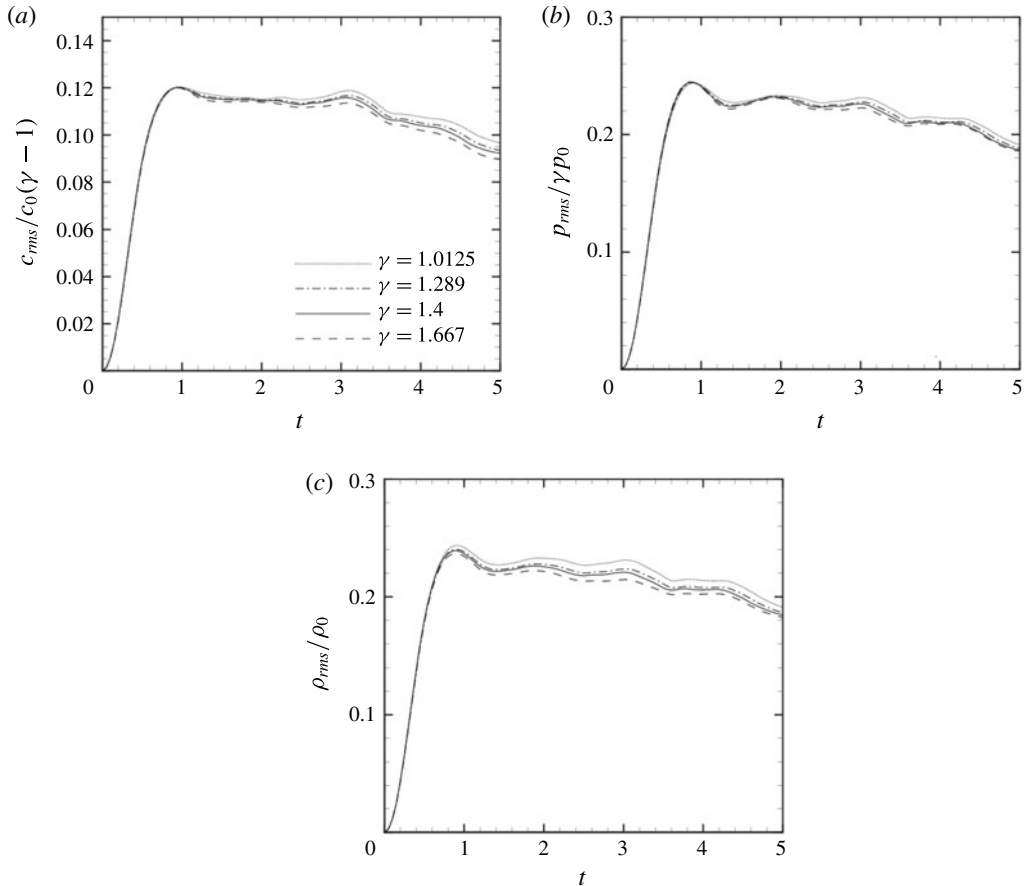 (a)
0.14
0.12
0.10
0.08
0.06
0.04
0.02
0 1 2 3 4 5
c_rms/c_0(γ − 1)
t
γ = 1.0125
γ = 1.289
γ = 1.4
γ = 1.667
(b)
0.3
0.2
0.1
0 1 2 3 4 5
p_rms/γp_0
t
(c)
0.3
0.2
0.1
0 1 2 3 4 5
ρ_rms/ρ_0
t